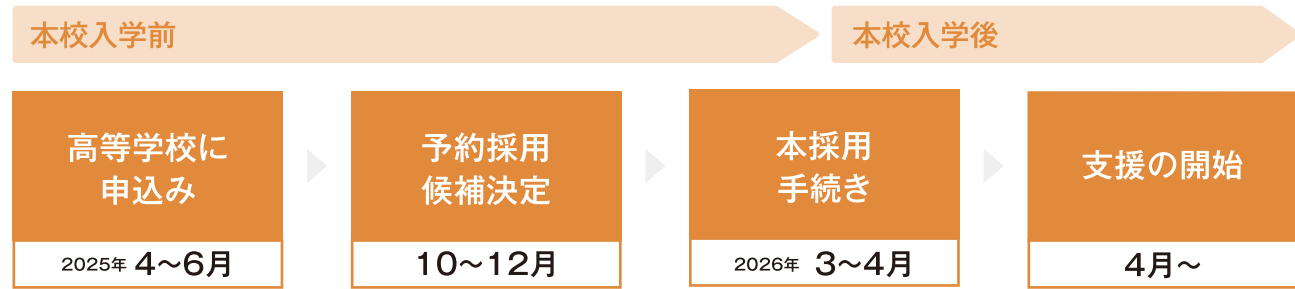 本校入学前
本校入学後
高等学校に
申込み
2025年 4〜6月
予約採用
候補決定
10〜12月
本採用
手続き
2026年 3〜4月
支援の開始
4月〜